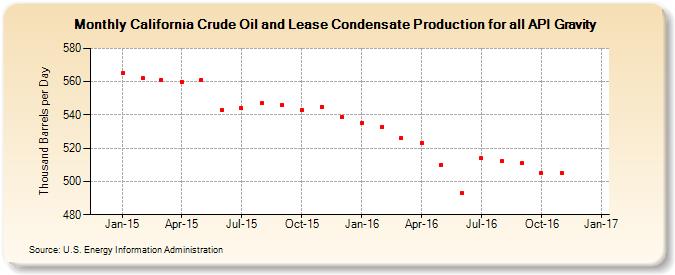 Monthly California Crude Oil and Lease Condensate Production for all API Gravity
Thousand Barrels per Day
580
560
540
520
500
480
Jan-15 Apr-15 Jul-15 Oct-15 Jan-16 Apr-16 Jul-16 Oct-16 Jan-17
Source: U.S. Energy Information Administration